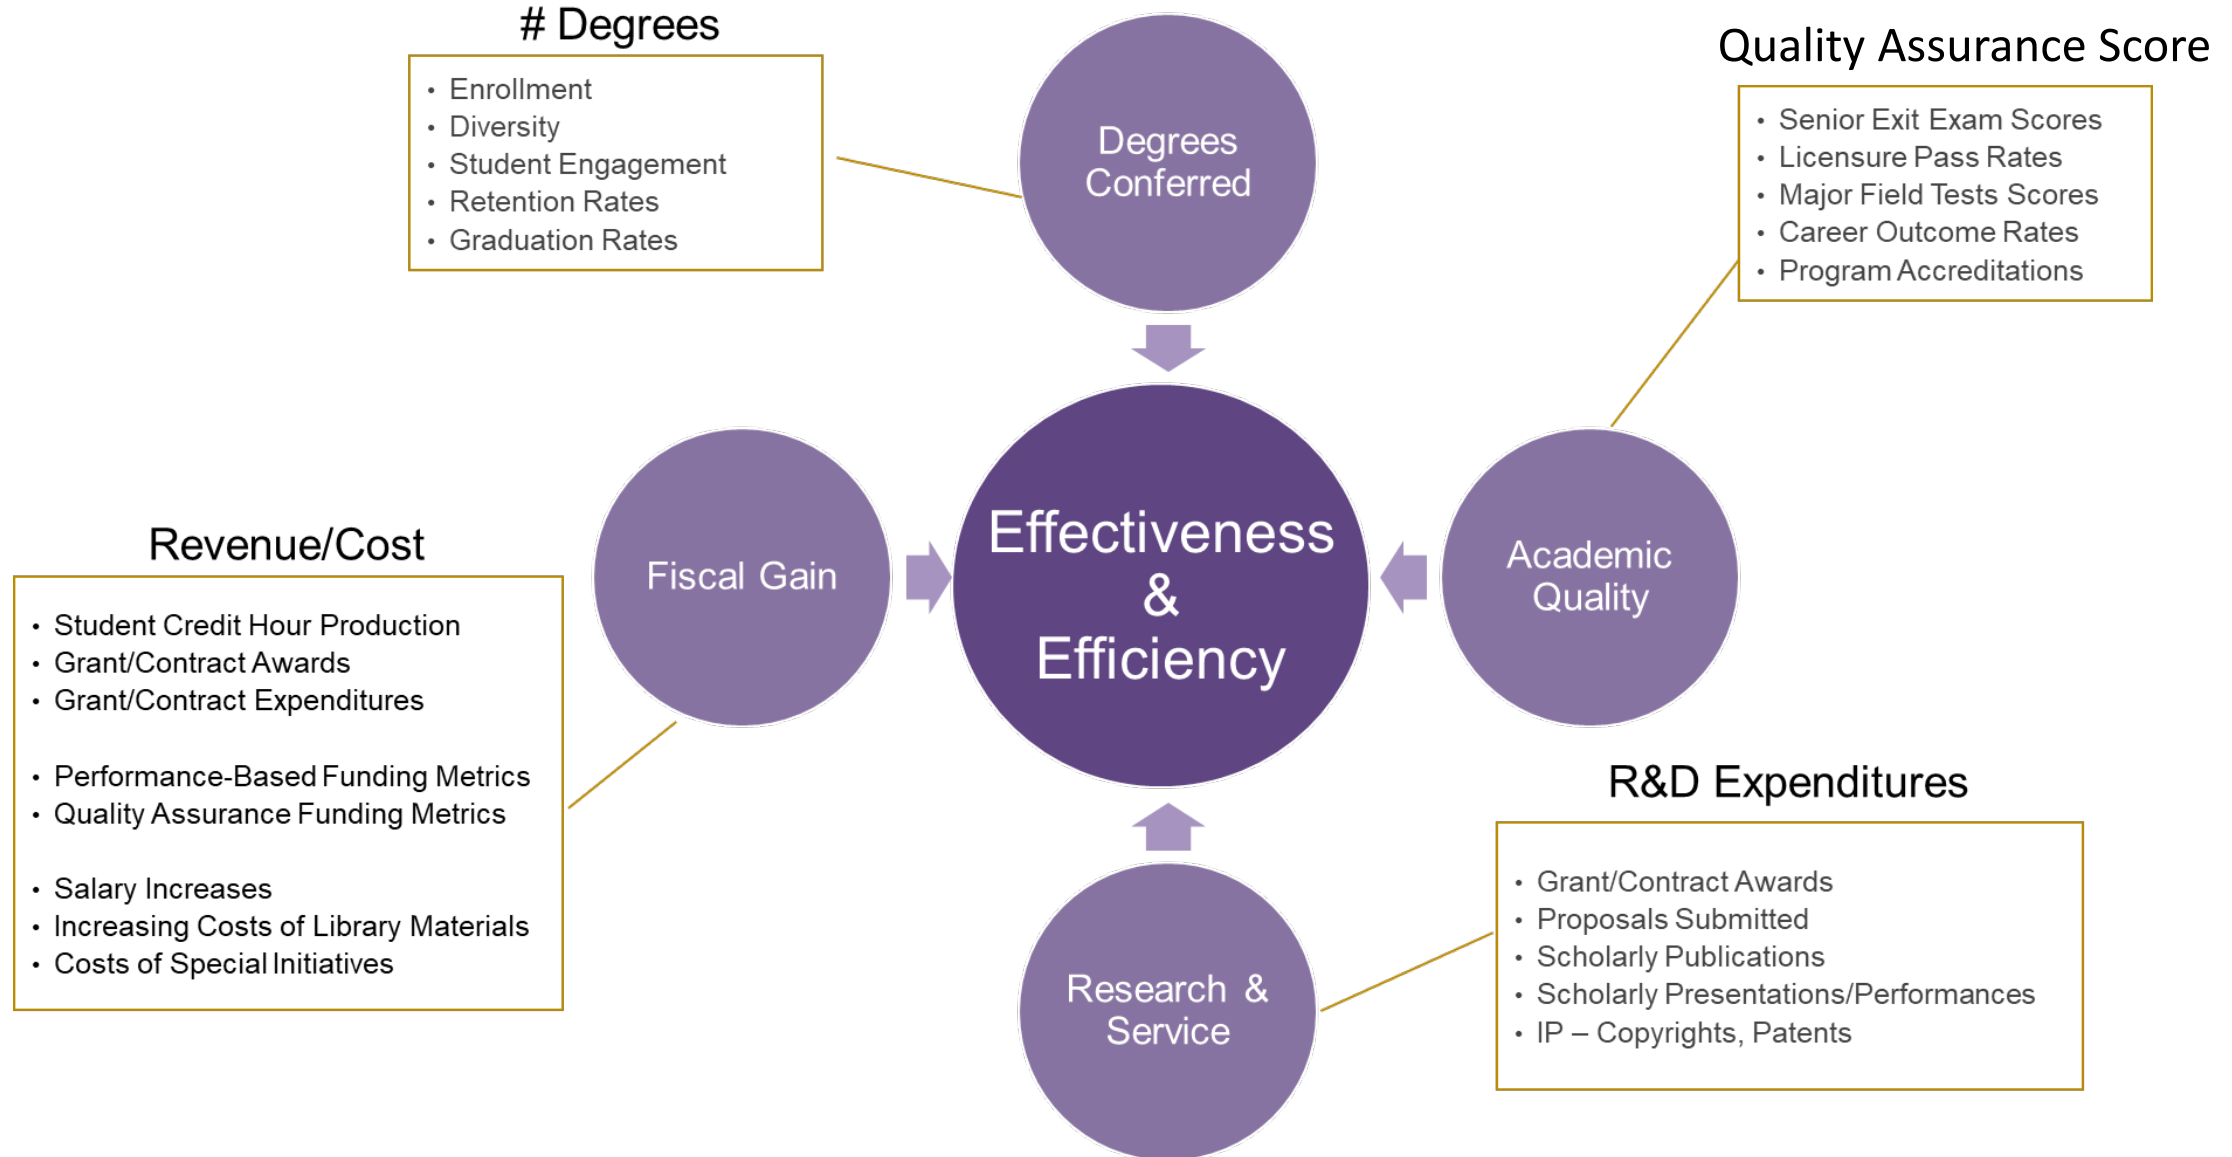 # Degrees
• Enrollment
• Diversity
• Student Engagement
• Retention Rates
• Graduation Rates
Degrees
Conferred
Quality Assurance Score
• Senior Exit Exam Scores
• Licensure Pass Rates
• Major Field Tests Scores
• Career Outcome Rates
• Program Accreditations
Revenue/Cost
• Student Credit Hour Production
• Grant/Contract Awards
• Grant/Contract Expenditures
• Performance-Based Funding Metrics
• Quality Assurance Funding Metrics
• Salary Increases
• Increasing Costs of Library Materials
• Costs of Special Initiatives
Fiscal Gain
Effectiveness
&
Efficiency
Academic
Quality
Research &
Service
R&D Expenditures
• Grant/Contract Awards
• Proposals Submitted
• Scholarly Publications
• Scholarly Presentations/Performances
• IP – Copyrights, Patents